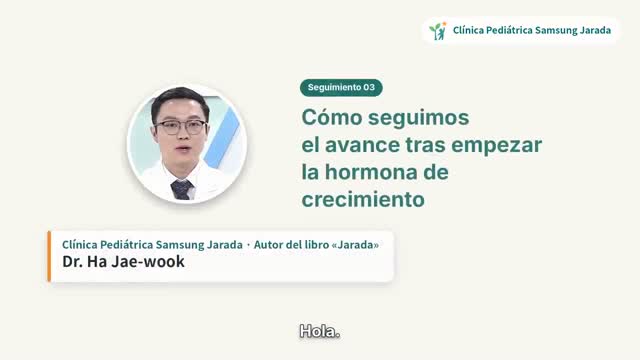 Clínica Pediátrica Samsung Jarada
Seguimiento 03
Cómo seguimos
el avance tras empezar
la hormona de
crecimiento
Clínica Pediátrica Samsung Jarada · Autor del libro «Jarada»
Dr. Ha Jae-wook
Hola.